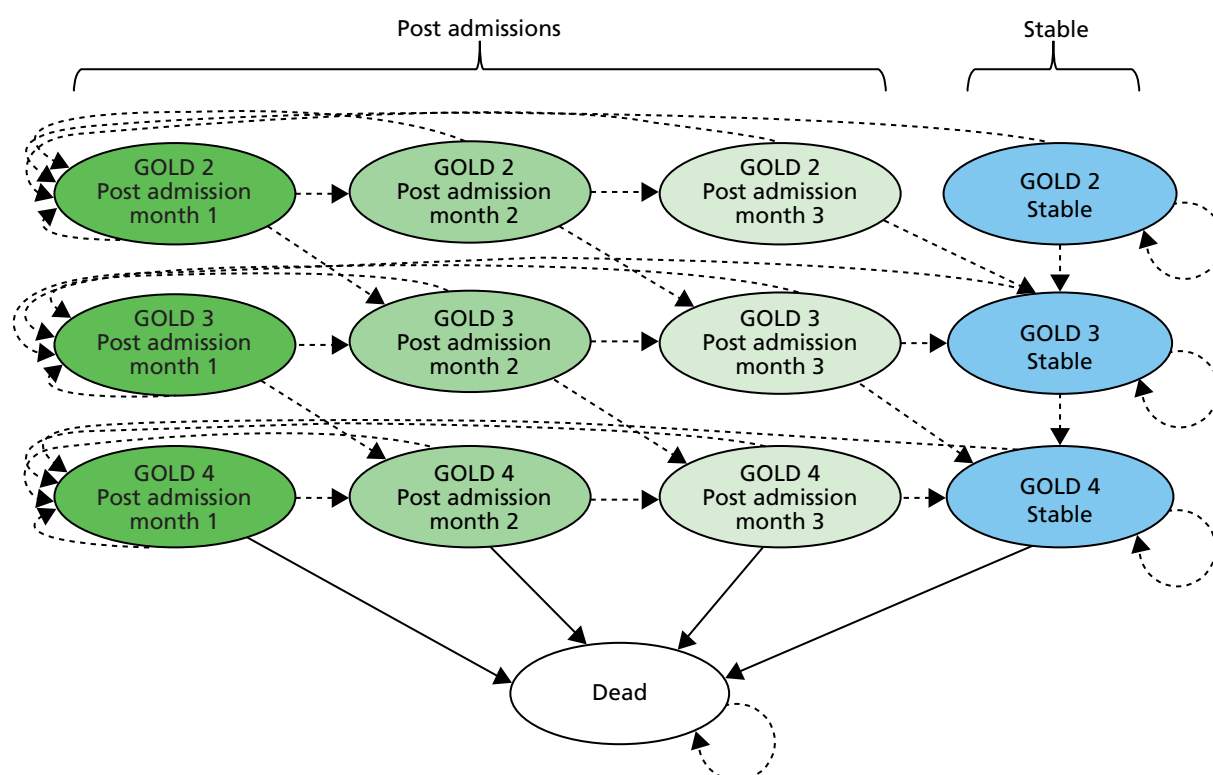 Post admissions
Stable
GOLD 2
Post admission
month 1
GOLD 2
Post admission
month 2
GOLD 2
Post admission
month 3
GOLD 2
Stable
GOLD 3
Post admission
month 1
GOLD 3
Post admission
month 2
GOLD 3
Post admission
month 3
GOLD 3
Stable
GOLD 4
Post admission
month 1
GOLD 4
Post admission
month 2
GOLD 4
Post admission
month 3
GOLD 4
Stable
Dead